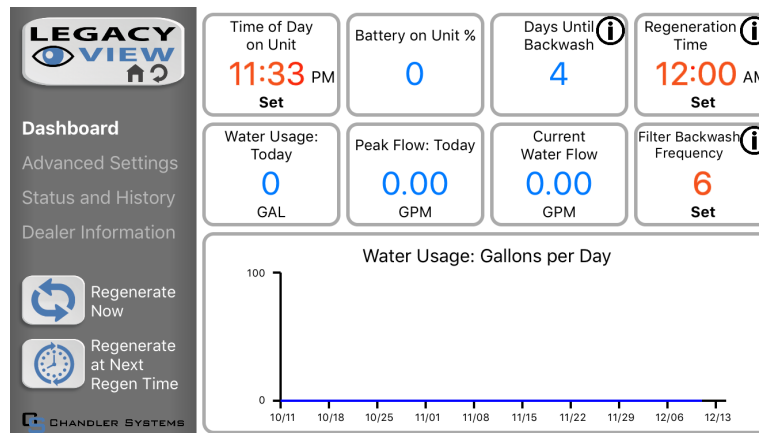 LEGACY
VIEW
Dashboard
Advanced Settings
Status and History
Dealer Information
Regenerate
Now
Regenerate
at Next
Regen Time
CHANDLER SYSTEMS
Time of Day
on Unit
11:33 PM
Set
Battery on Unit %
0
Days Until
Backwash
i
4
Regeneration
Time
i
12:00 AM
Set
Water Usage:
Today
0
GAL
Peak Flow: Today
0.00
GPM
Current
Water Flow
0.00
GPM
Filter Backwash
Frequency
i
6
Set
Water Usage: Gallons per Day
100
0
10/11 10/18 10/25 11/01 11/08 11/15 11/22 11/29 12/06 12/13